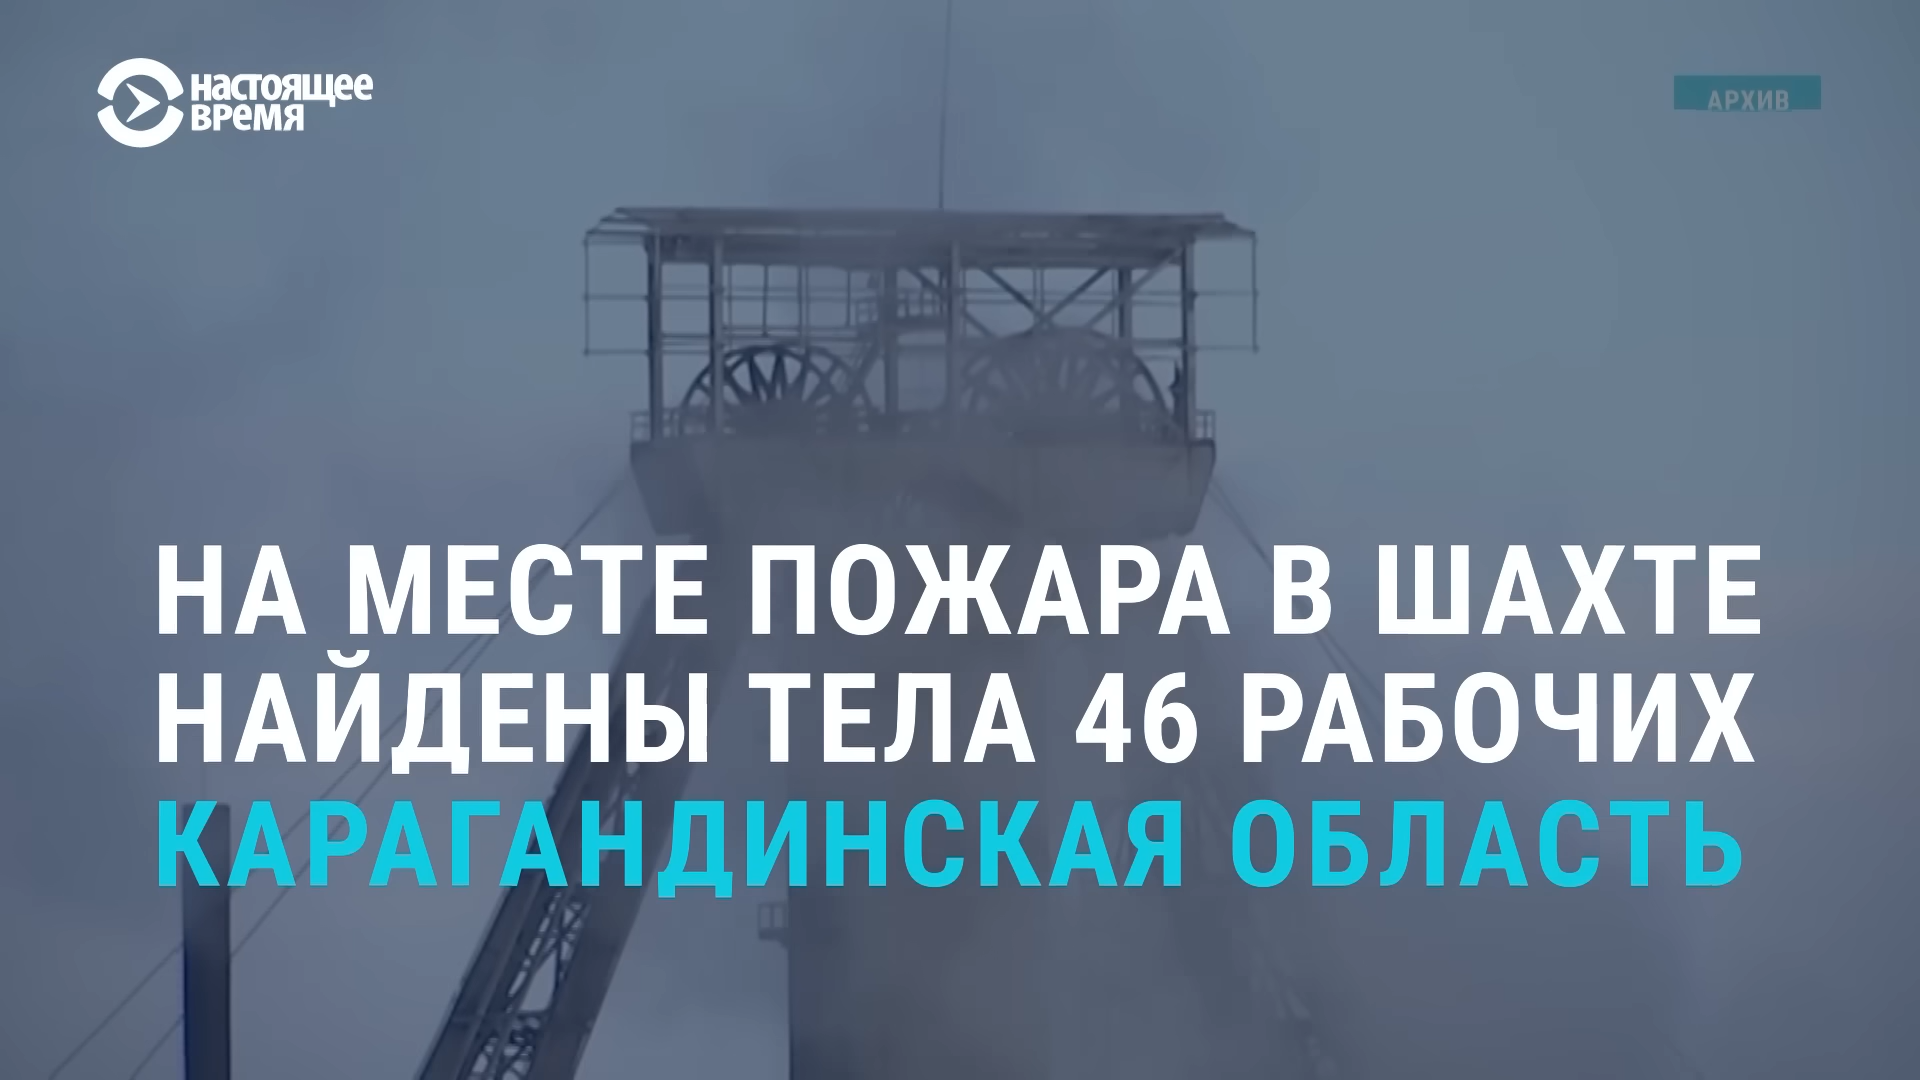 НАСТОЯЩЕЕ
ВРЕМЯ
АРХИВ
НА МЕСТЕ ПОЖАРА В ШАХТЕ
НАЙДЕНЫ ТЕЛА 46 РАБОЧИХ
КАРАГАНДИНСКАЯ ОБЛАСТЬ